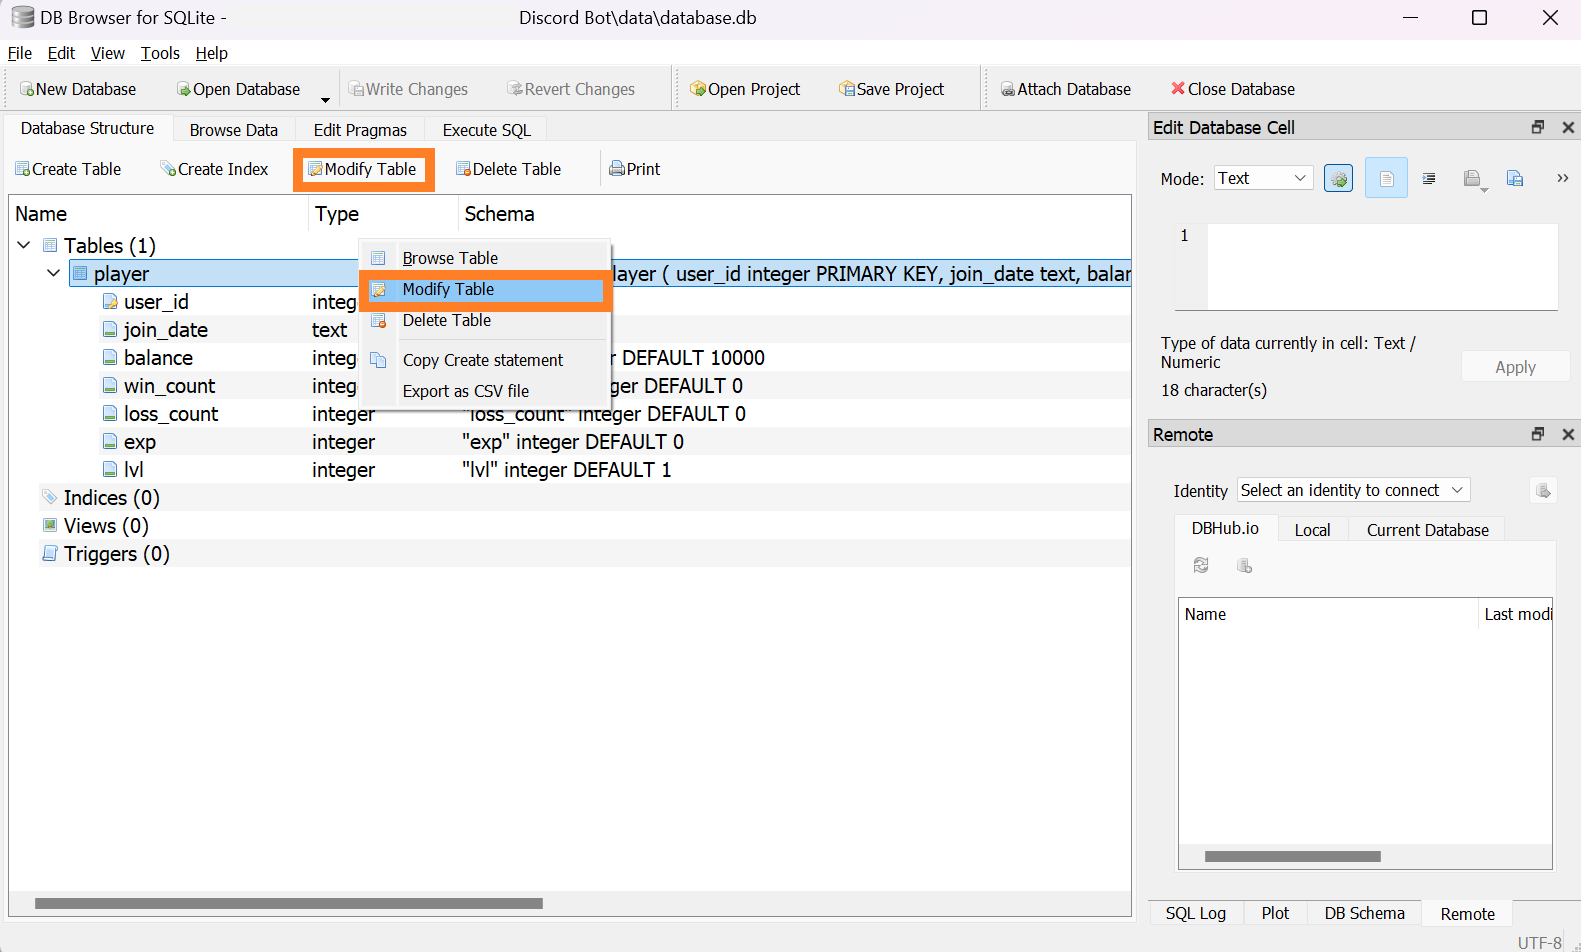 DB Browser for SQLite - Discord Bot\data\database.db
File Edit View Tools Help
New Database Open Database Write Changes Revert Changes Open Project Save Project Attach Database Close Database
Database Structure Browse Data Edit Pragmas Execute SQL
Create Table Create Index Modify Table Delete Table Print
Name Type Schema
Tables (1)
player layer ( user_id integer PRIMARY KEY, join_date text, balar
user_id integ
join_date text
balance integ r DEFAULT 10000
win_count integ ger DEFAULT 0
loss_count integer "loss_count" integer DEFAULT 0
exp integer "exp" integer DEFAULT 0
lvl integer "lvl" integer DEFAULT 1
Indices (0)
Views (0)
Triggers (0)
Browse Table
Modify Table
Delete Table
Copy Create statement
Export as CSV file
Edit Database Cell
Mode: Text
1
Type of data currently in cell: Text /
Numeric
18 character(s)
Apply
Remote
Identity Select an identity to connect
DBHub.io Local Current Database
Name Last modi
SQL Log Plot DB Schema Remote
UTF-8